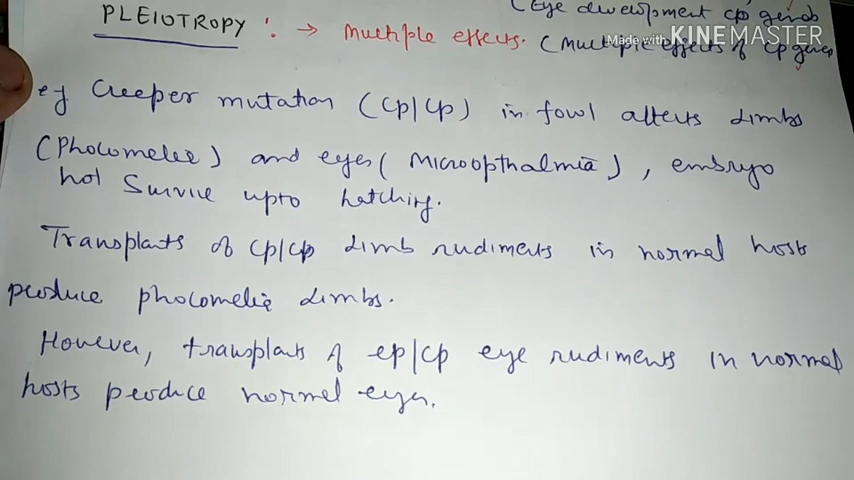 (Eye development cp genes
PLEIOTROPY : → Multiple effects. (Multiple effects of cp genes
Made with KINEMASTER
eg Creeper mutation (Cp/Cp) in fowl alters limbs
(Phocomelia) and eyes (Microopthalmia), embryo
not survive upto hatching.
Transplants of cp/cp limb rudiments in normal hosts
produce phocomelic limbs.
However, transplants of cp/cp eye rudiments in normal
hosts produce normal eyes.